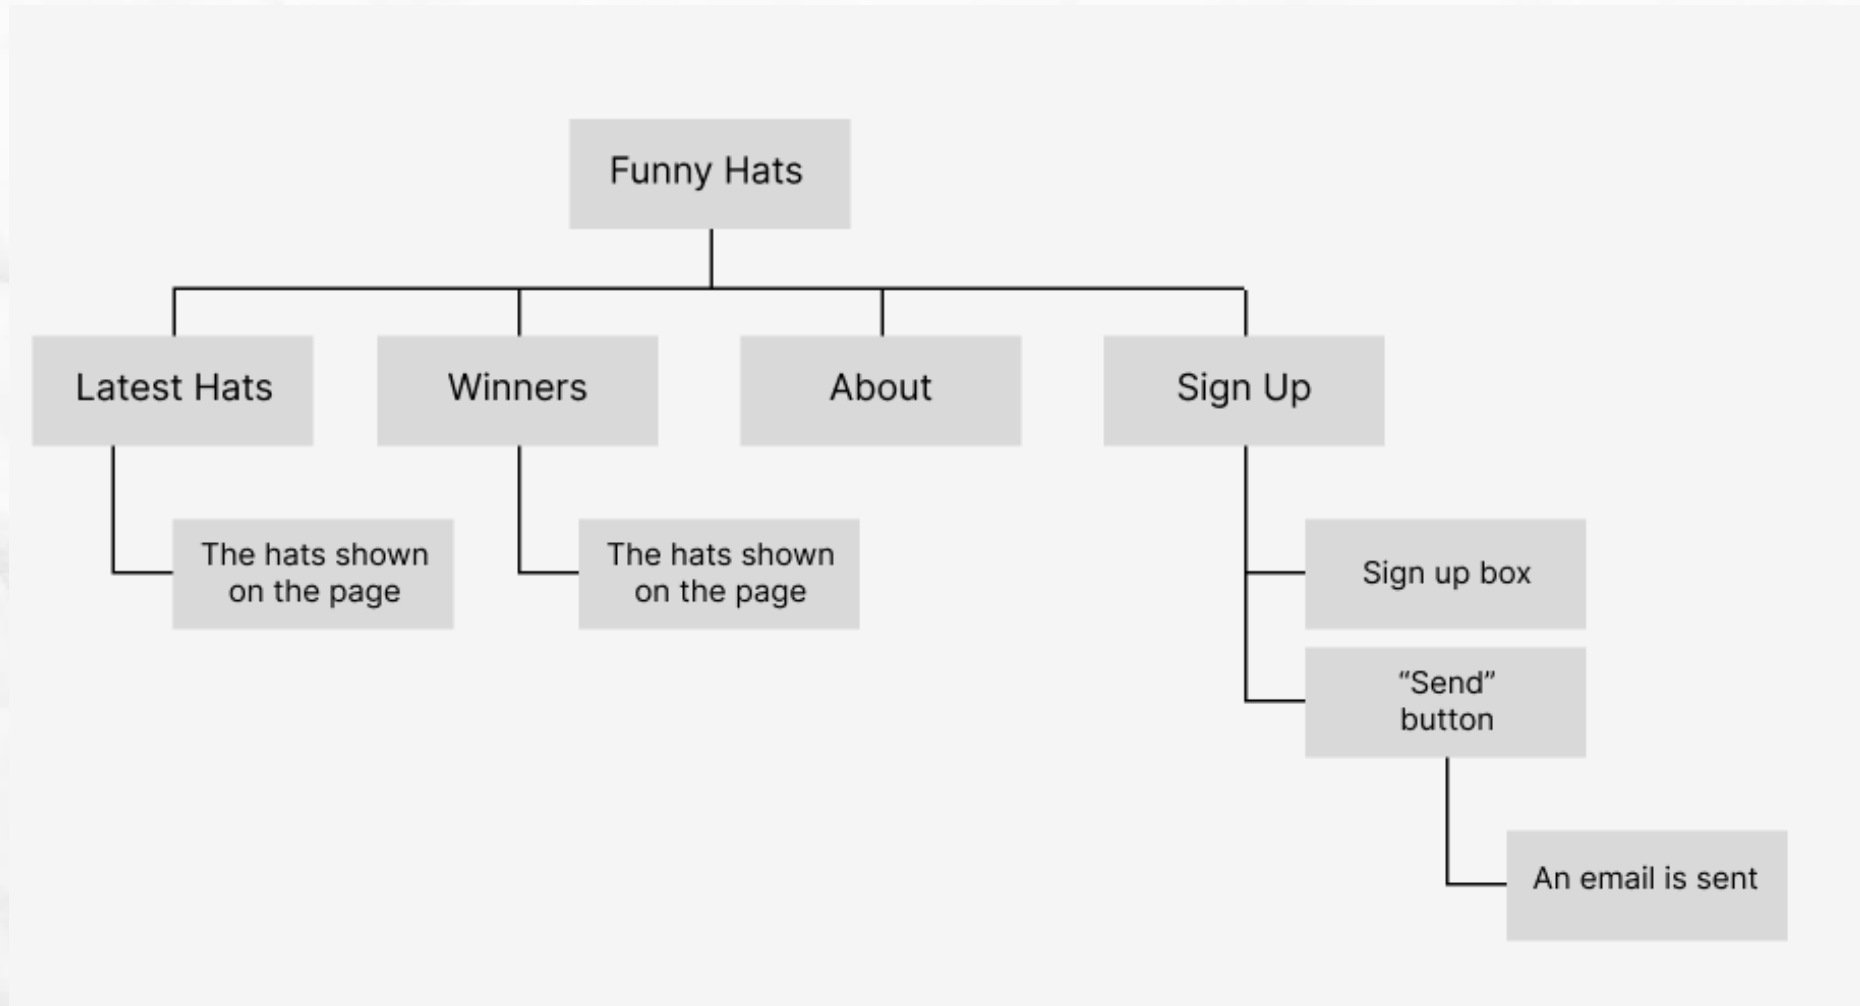 Funny Hats
Latest Hats
Winners
About
Sign Up
The hats shown
on the page
The hats shown
on the page
Sign up box
“Send”
button
An email is sent